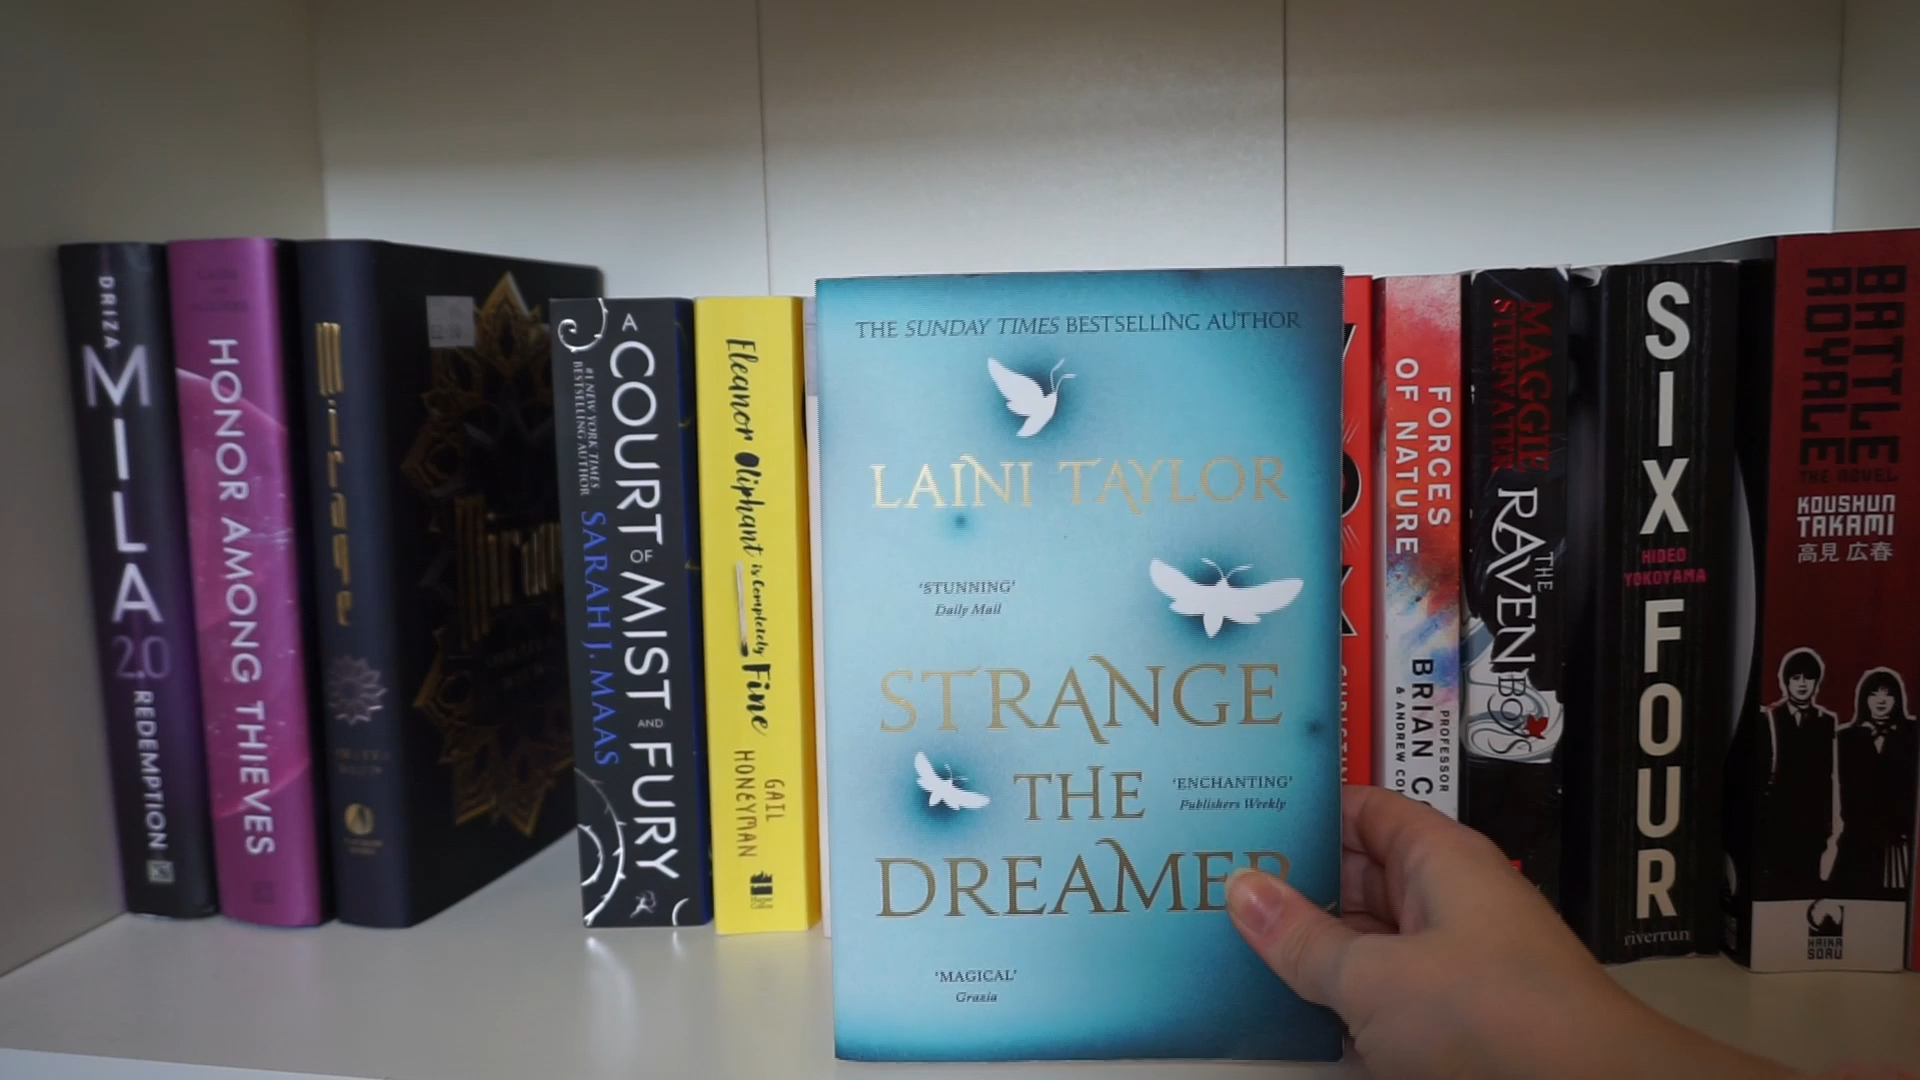 DRIZA
MILA
2.0
REDEMPTION
HONOR AMONG THIEVES
Mirage
A
COURT
OF
MIST
AND
FURY
#1 NEW YORK TIMES
BESTSELLING AUTHOR
SARAH J. MAAS
Eleanor Oliphant is Completely Fine
GAIL
HONEYMAN
THE SUNDAY TIMES BESTSELLING AUTHOR
LAINI TAYLOR
'STUNNING'
Daily Mail
STRANGE
THE
DREAMER
'ENCHANTING'
Publishers Weekly
'MAGICAL'
Grazia
FORCES
OF NATURE
PROFESSOR
BRIAN
& ANDREW
MAGGIE
STIEFVATER
THE
RAVEN BOYS
SIX
HIDEO
YOKOYAMA
FOUR
riverrun
BATTLE
ROYALE
THE NOVEL
KOUSHUN
TAKAMI
高見 広春
HAIKA
SORU